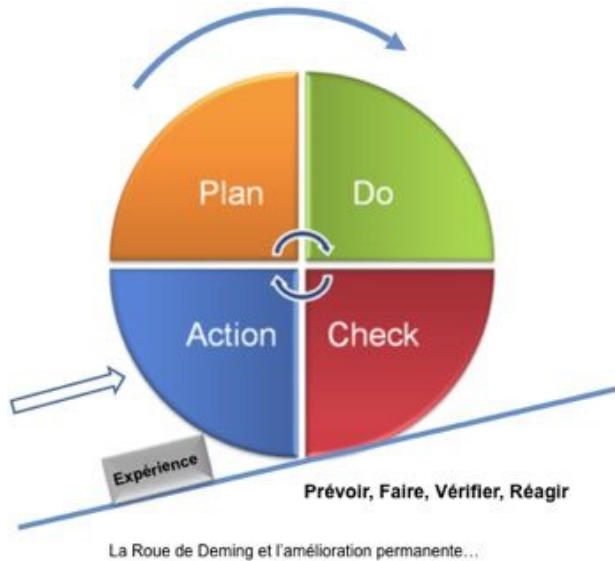 Plan
Do
Action
Check
Expérience
Prévoir, Faire, Vérifier, Réagir
La Roue de Deming et l'amélioration permanente…